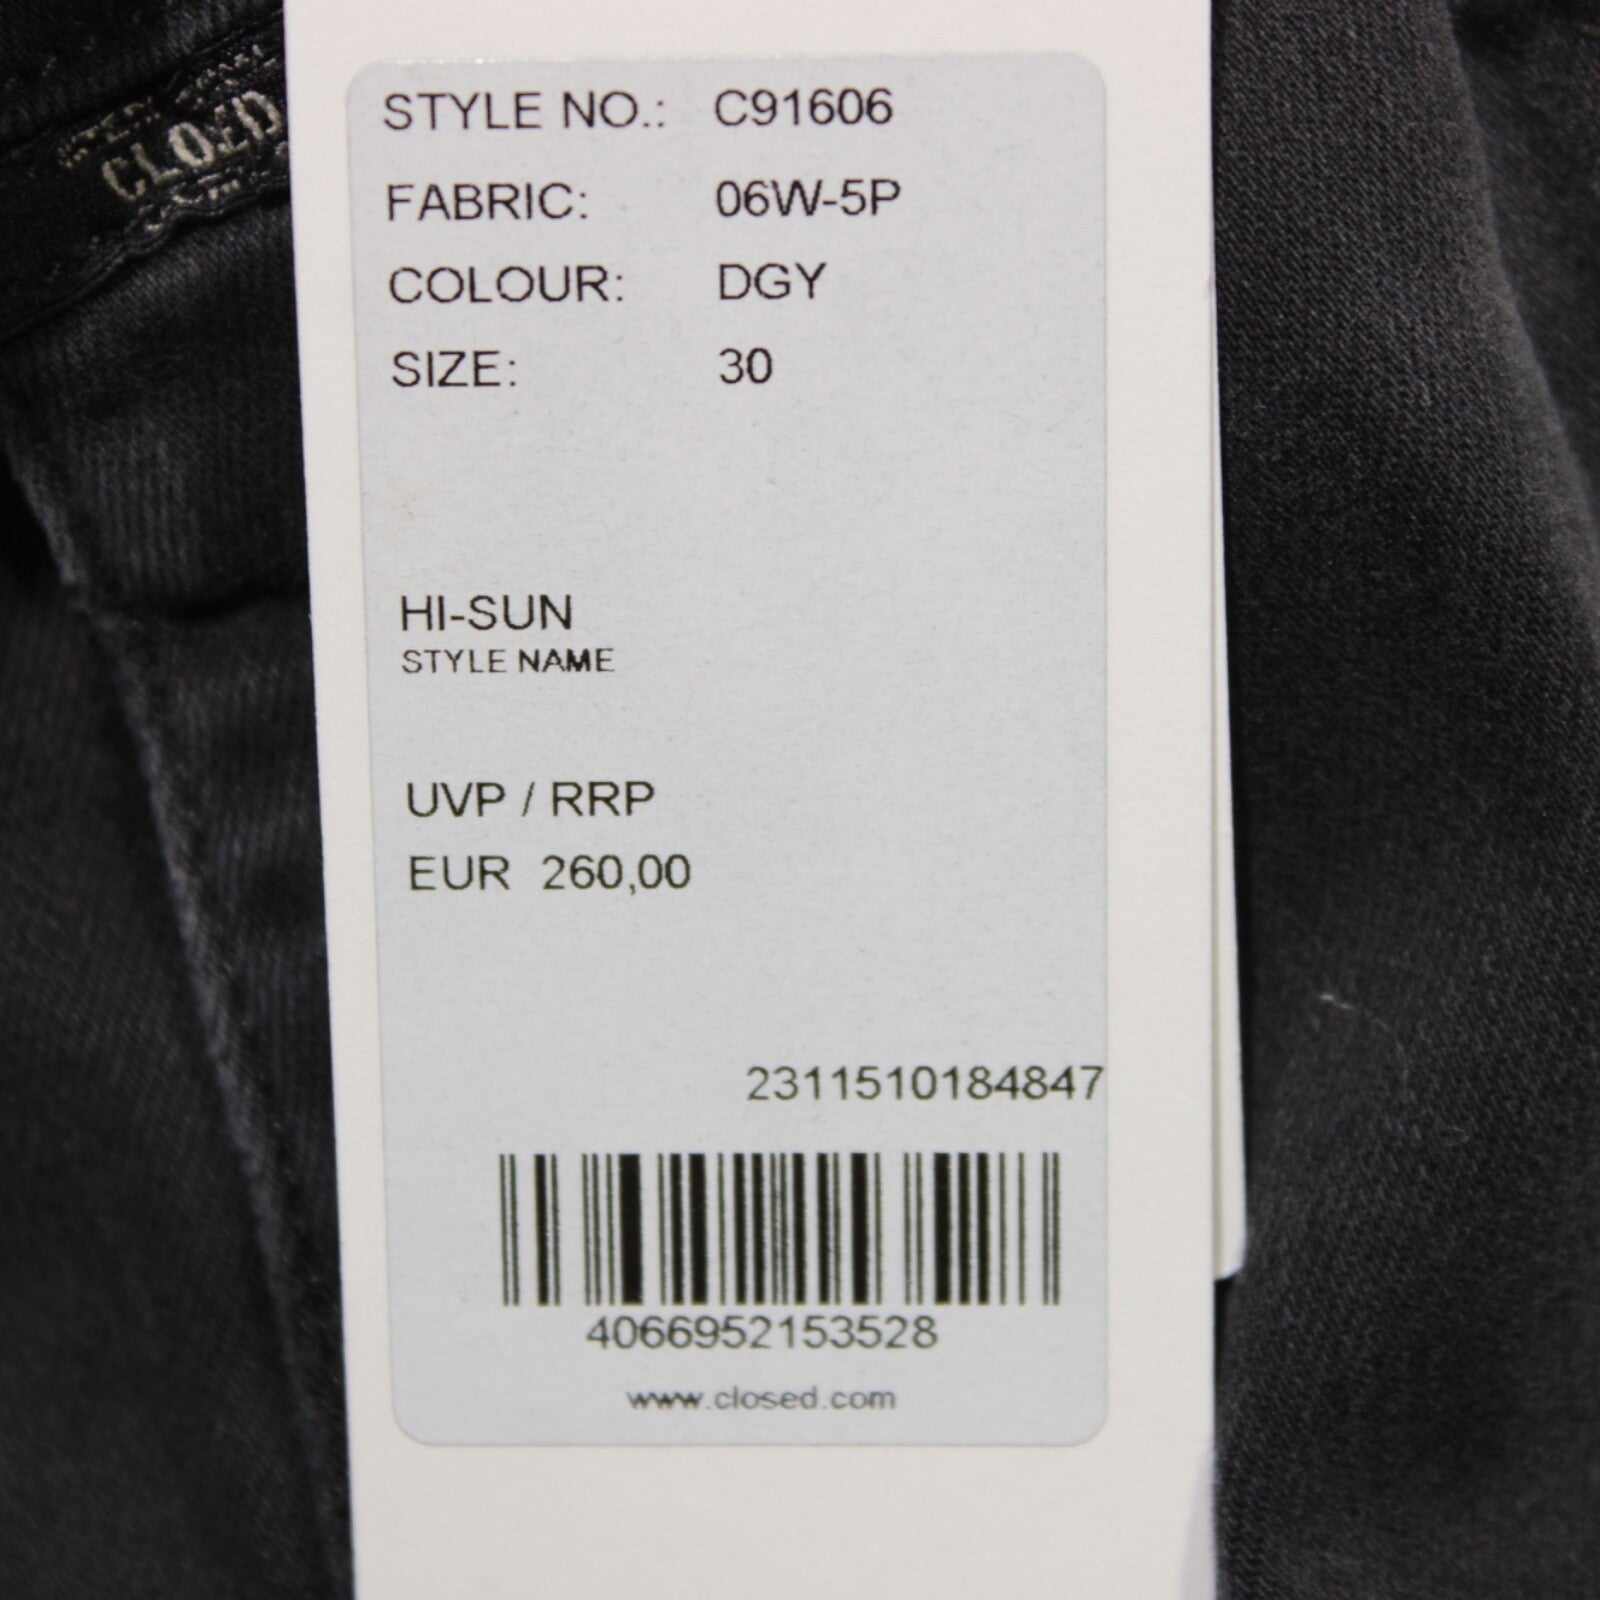 CLOSED
STYLE NO.: C91606
FABRIC: 06W-5P
COLOUR: DGY
SIZE: 30
HI-SUN
STYLE NAME
UVP / RRP
EUR 260,00
2311510184847
4066952153528
www.closed.com